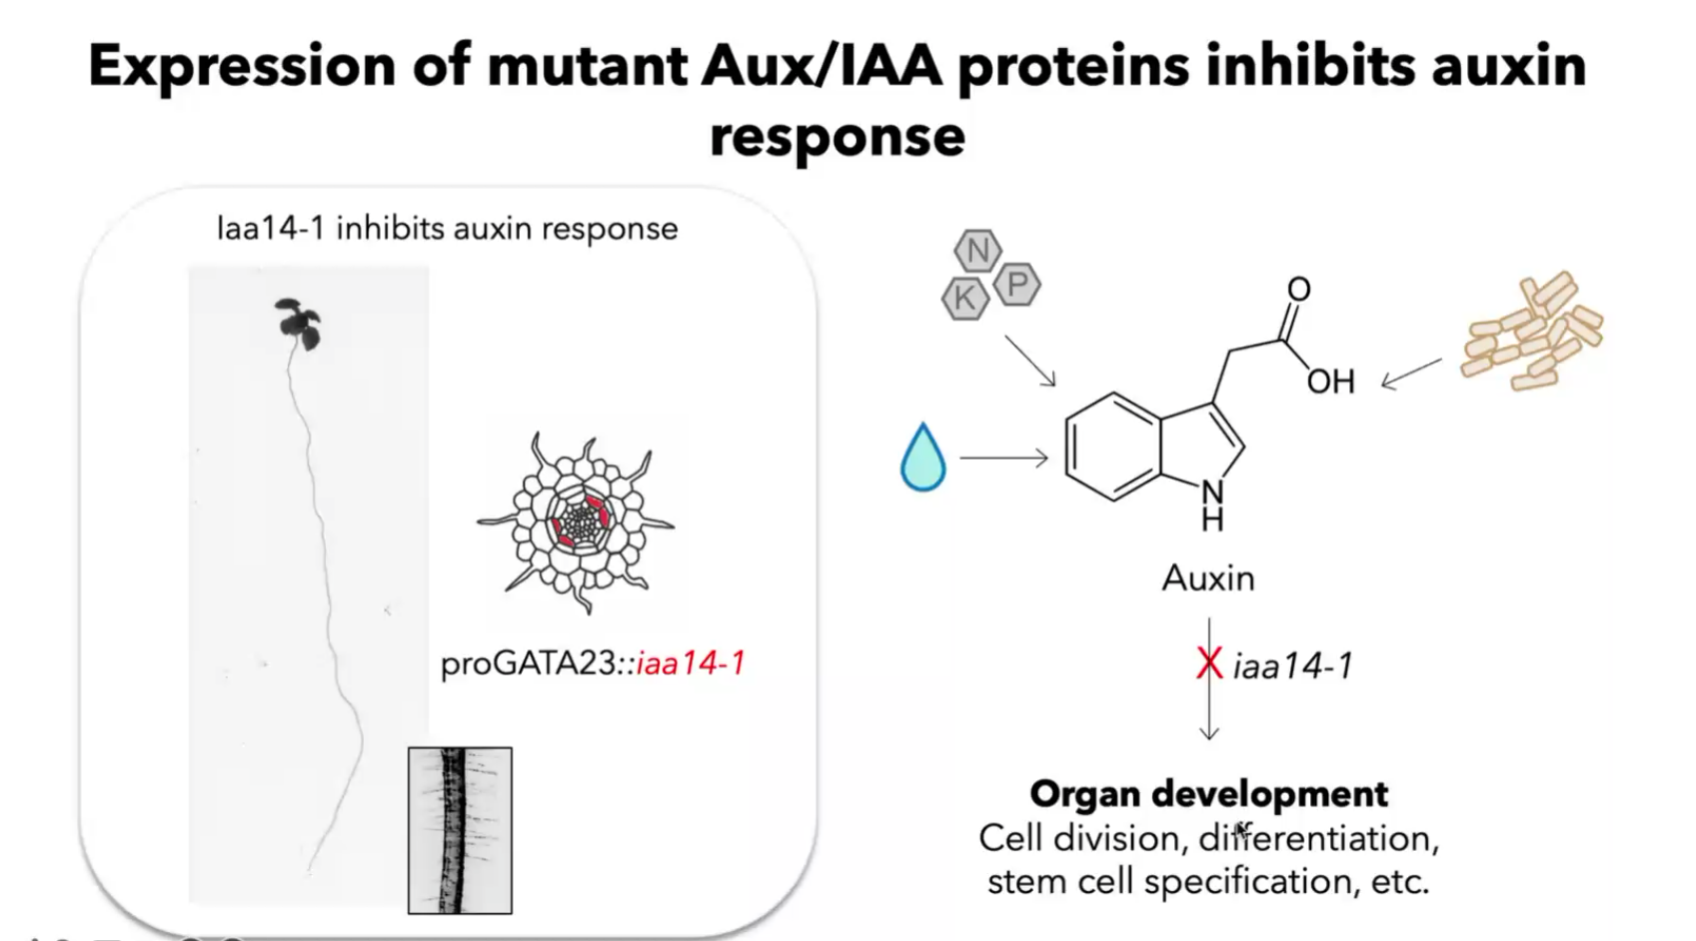 Expression of mutant Aux/IAA proteins inhibits auxin
response
Iaa14-1 inhibits auxin response
proGATA23::iaa14-1
N
P
K
O
OH
N
H
Auxin
X iaa14-1
Organ development
Cell division, differentiation,
stem cell specification, etc.